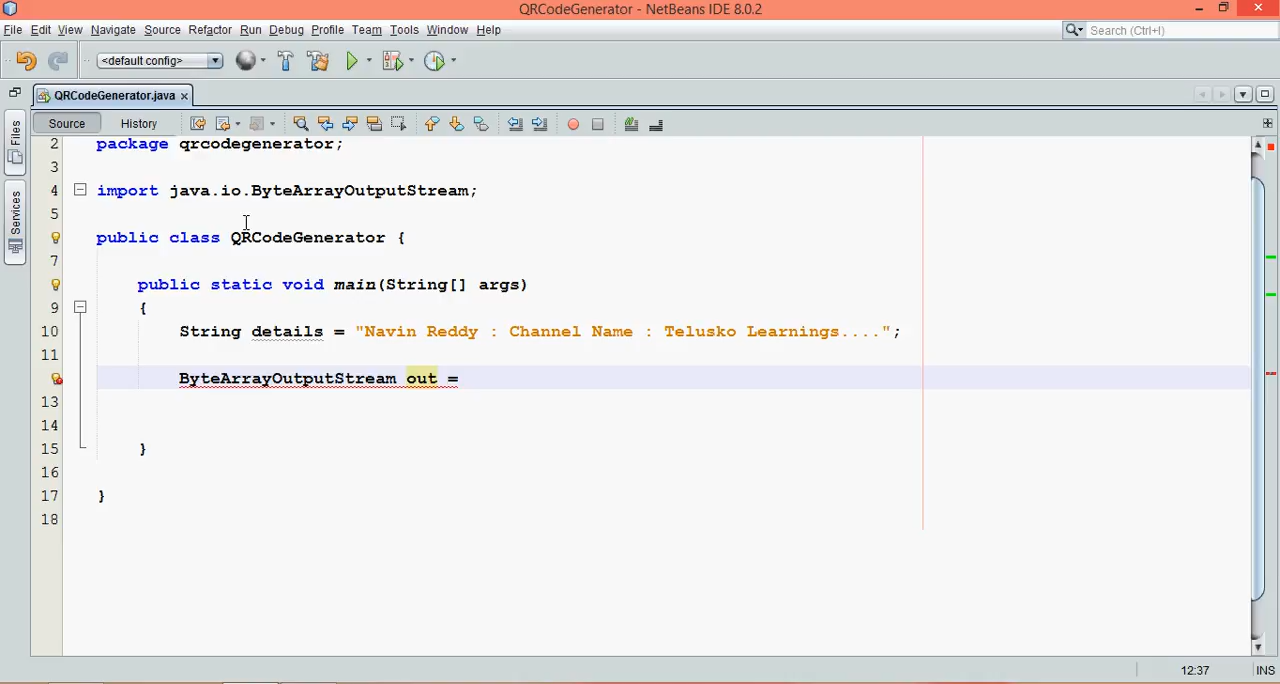 QRCodeGenerator - NetBeans IDE 8.0.2
File Edit View Navigate Source Refactor Run Debug Profile Team Tools Window Help
Search (Ctrl+I)
<default config>
QRCodeGenerator.java
Source History
Files
Services
2 package qrcodegenerator;
3
4 import java.io.ByteArrayOutputStream;
5
public class QRCodeGenerator {
7
public static void main(String[] args)
9 {
10 String details = "Navin Reddy : Channel Name : Telusko Learnings....";
11
ByteArrayOutputStream out =
13
14
15 }
16
17 }
18
12:37 INS